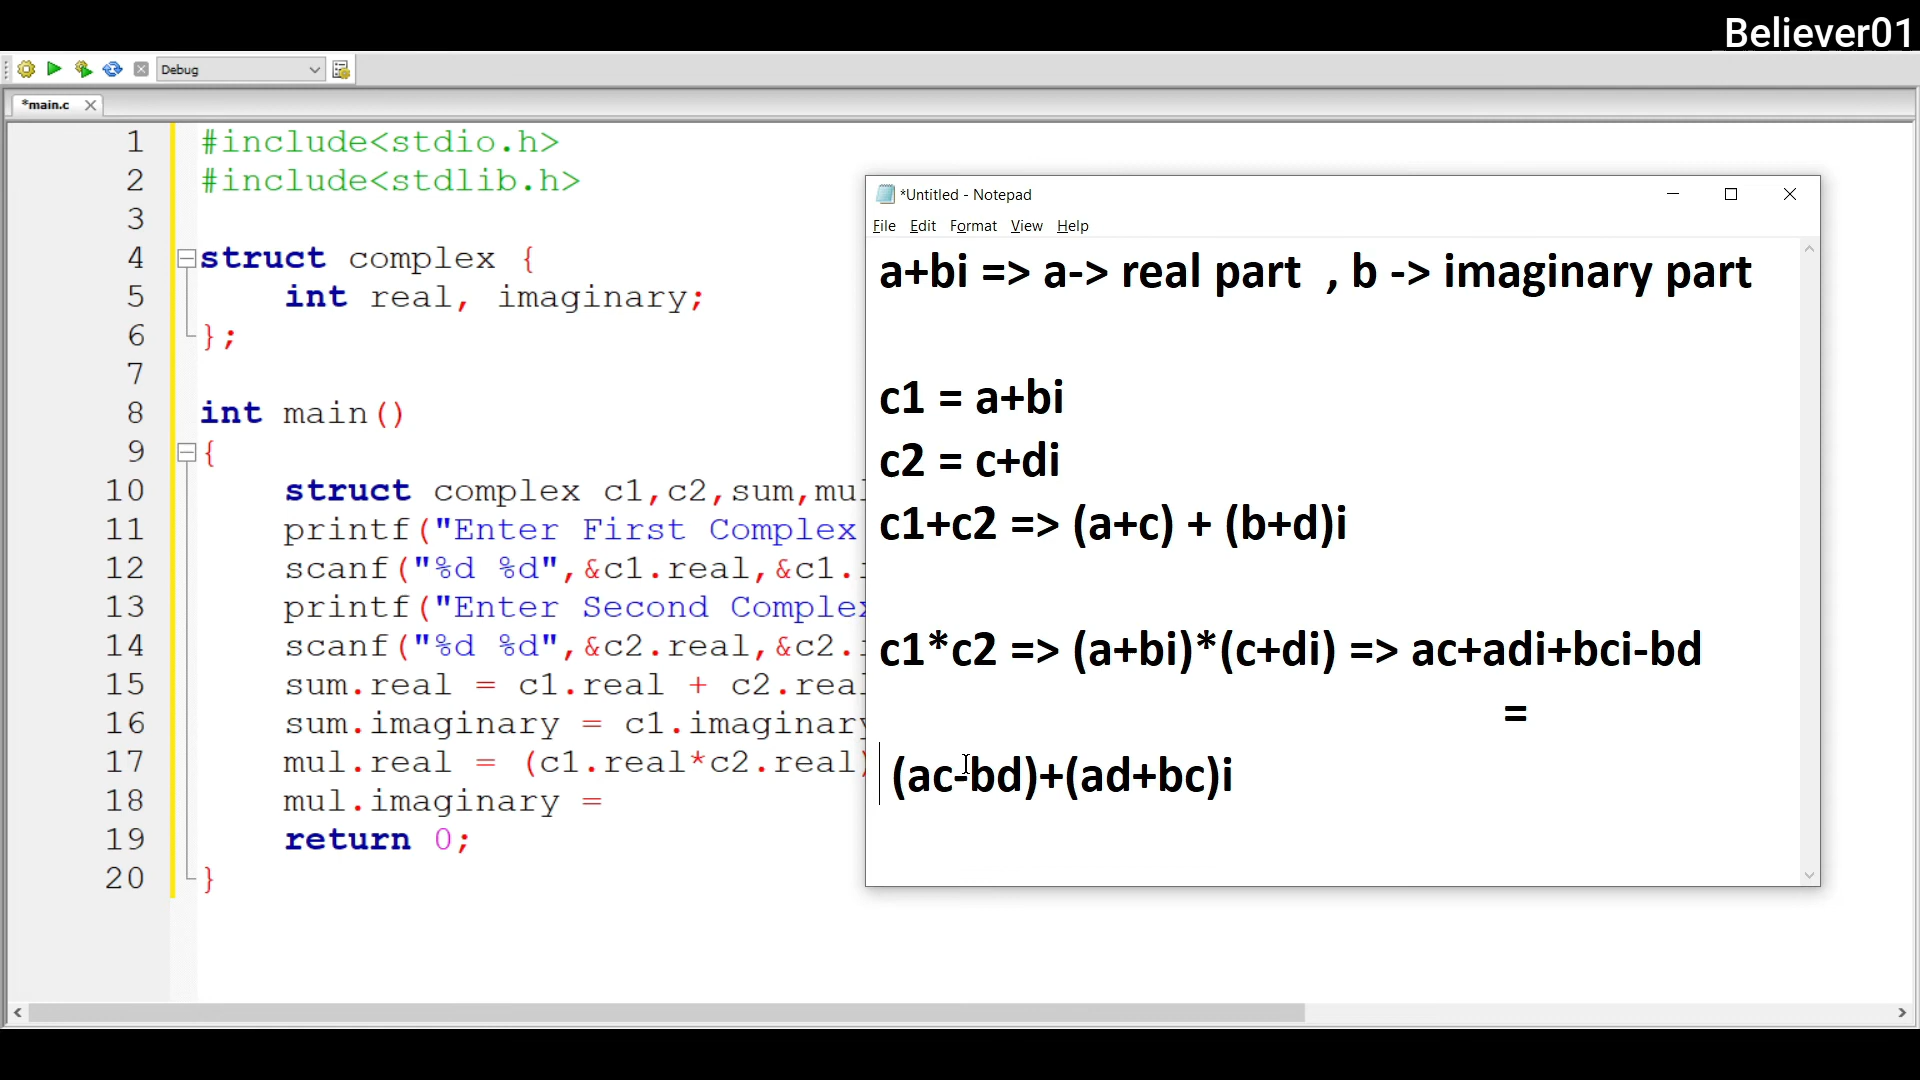 Believer01
Debug
*main.c
1 #include<stdio.h>
2 #include<stdlib.h>
3
4 struct complex {
5 int real, imaginary;
6 };
7
8 int main()
9 {
10 struct complex c1,c2,sum,mul
11 printf("Enter First Complex
12 scanf("%d %d",&c1.real,&c1.
13 printf("Enter Second Complex
14 scanf("%d %d",&c2.real,&c2.
15 sum.real = c1.real + c2.real
16 sum.imaginary = c1.imaginary
17 mul.real = (c1.real*c2.real)
18 mul.imaginary =
19 return 0;
20 }
*Untitled - Notepad
File Edit Format View Help
a+bi => a-> real part , b -> imaginary part
c1 = a+bi
c2 = c+di
c1+c2 => (a+c) + (b+d)i
c1*c2 => (a+bi)*(c+di) => ac+adi+bci-bd
=
(ac-bd)+(ad+bc)i